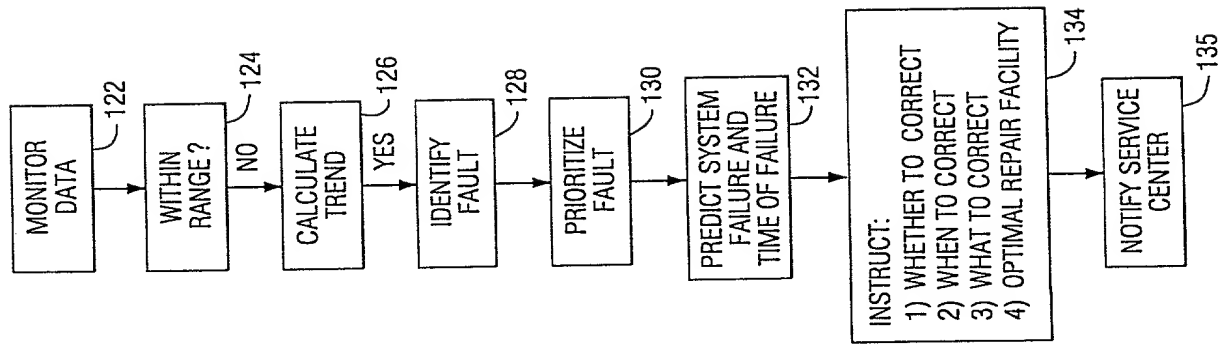 MONITOR
DATA
122
WITHIN
RANGE?
124
NO
CALCULATE
TREND
126
YES
IDENTIFY
FAULT
128
PRIORITIZE
FAULT
130
PREDICT SYSTEM
FAILURE AND
TIME OF FAILURE
132
INSTRUCT:
1) WHETHER TO CORRECT
2) WHEN TO CORRECT
3) WHAT TO CORRECT
4) OPTIMAL REPAIR FACILITY
134
NOTIFY SERVICE
CENTER
135